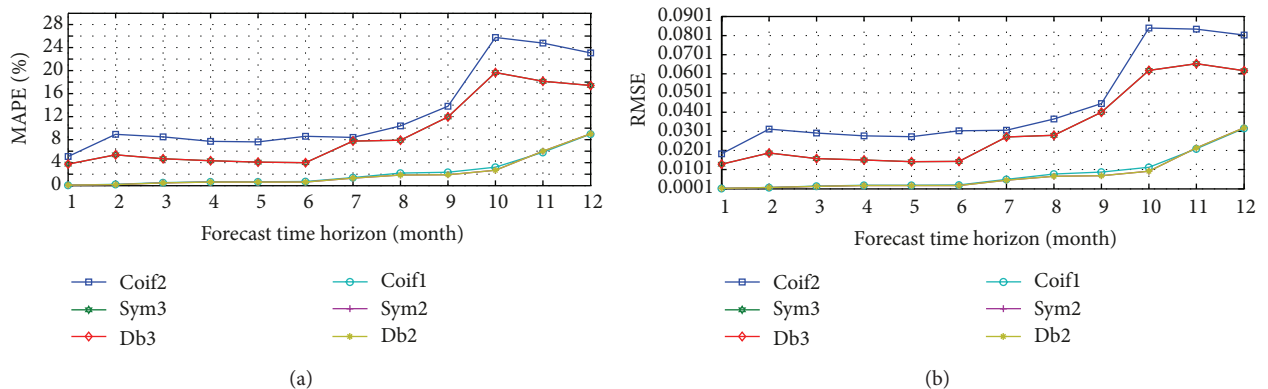 28
24
20
16
12
8
4
0
MAPE (%)
1 2 3 4 5 6 7 8 9 10 11 12
Forecast time horizon (month)
Coif2
Sym3
Db3
Coif1
Sym2
Db2
(a)
0.0901
0.0801
0.0601
0.0601
0.0401
0.0401
0.0301
0.0201
0.0101
0.0001
RMSE
1 2 3 4 5 6 7 8 9 10 11 12
Forecast time horizon (month)
Coif2
Sym3
Db3
Coif1
Sym2
Db2
(b)